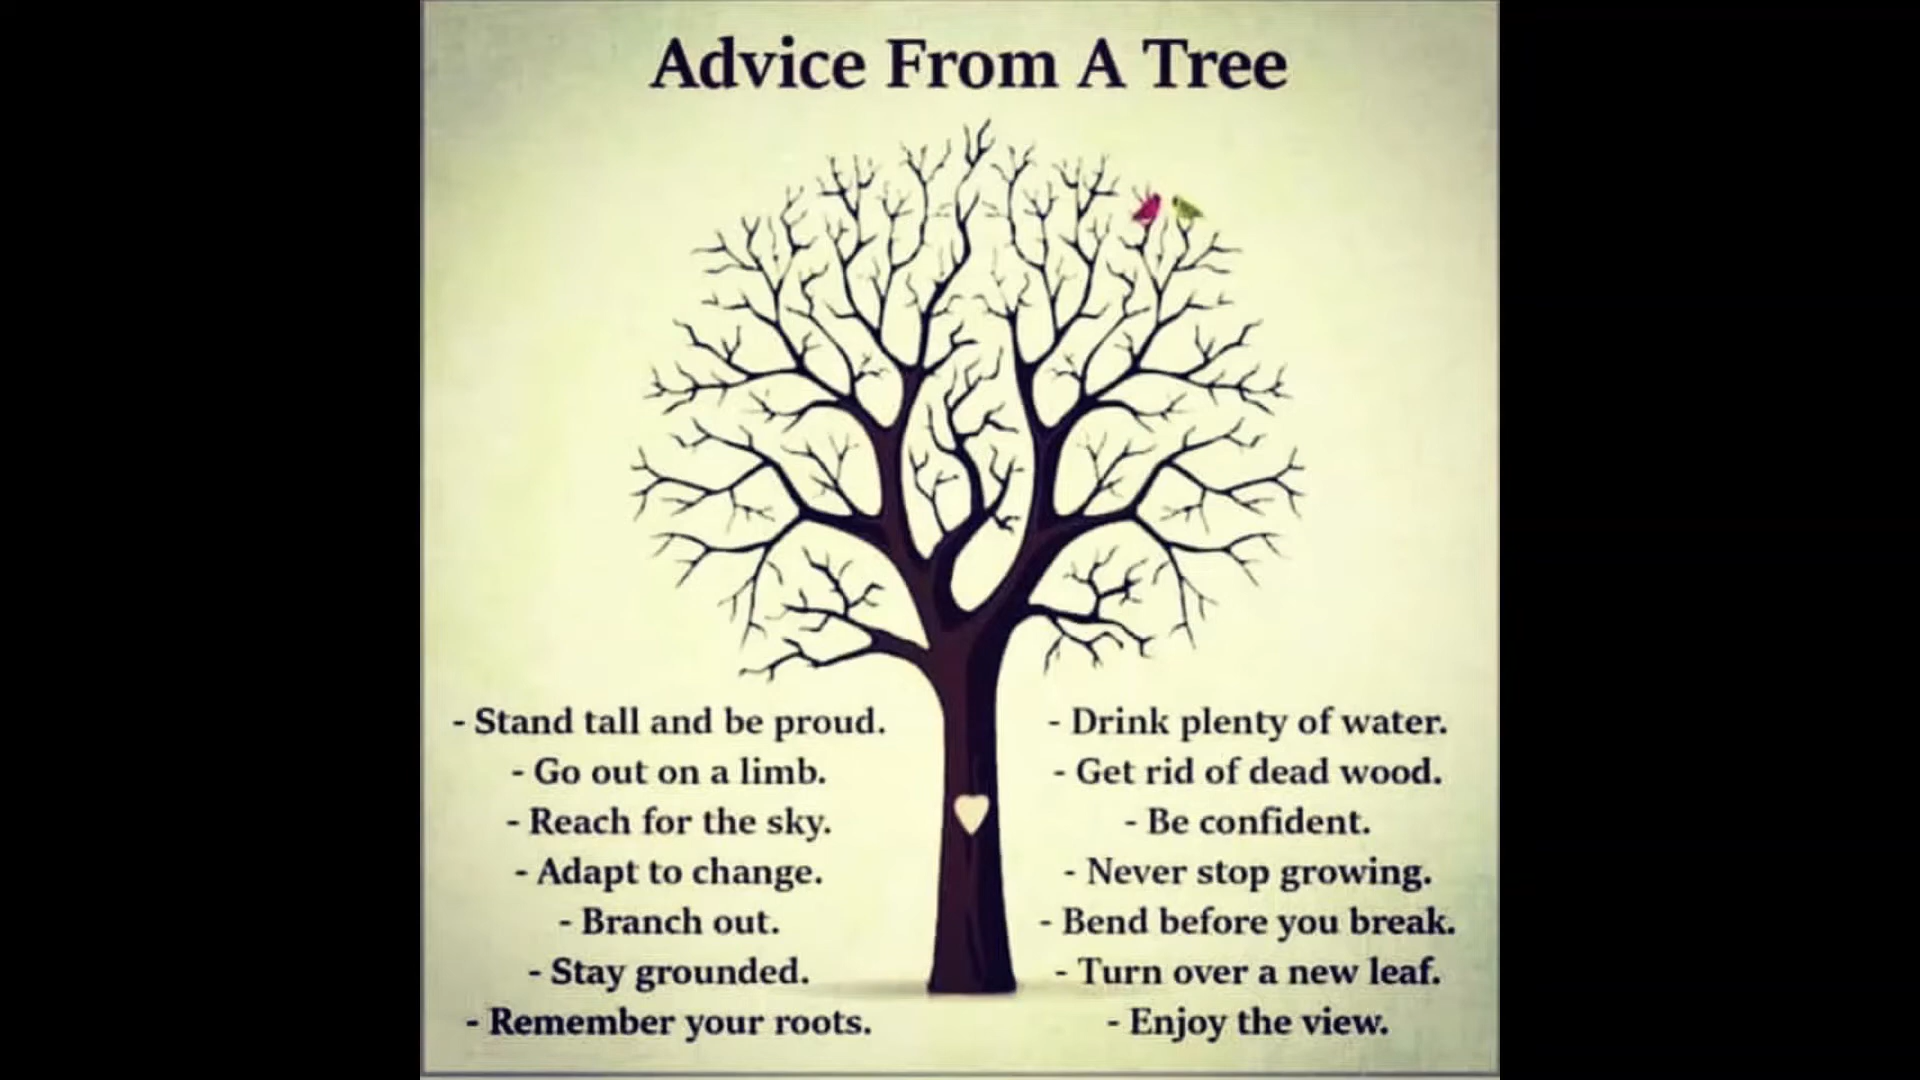 Advice From A Tree
- Stand tall and be proud.
- Go out on a limb.
- Reach for the sky.
- Adapt to change.
- Branch out.
- Stay grounded.
- Remember your roots.
- Drink plenty of water.
- Get rid of dead wood.
- Be confident.
- Never stop growing.
- Bend before you break.
- Turn over a new leaf.
- Enjoy the view.